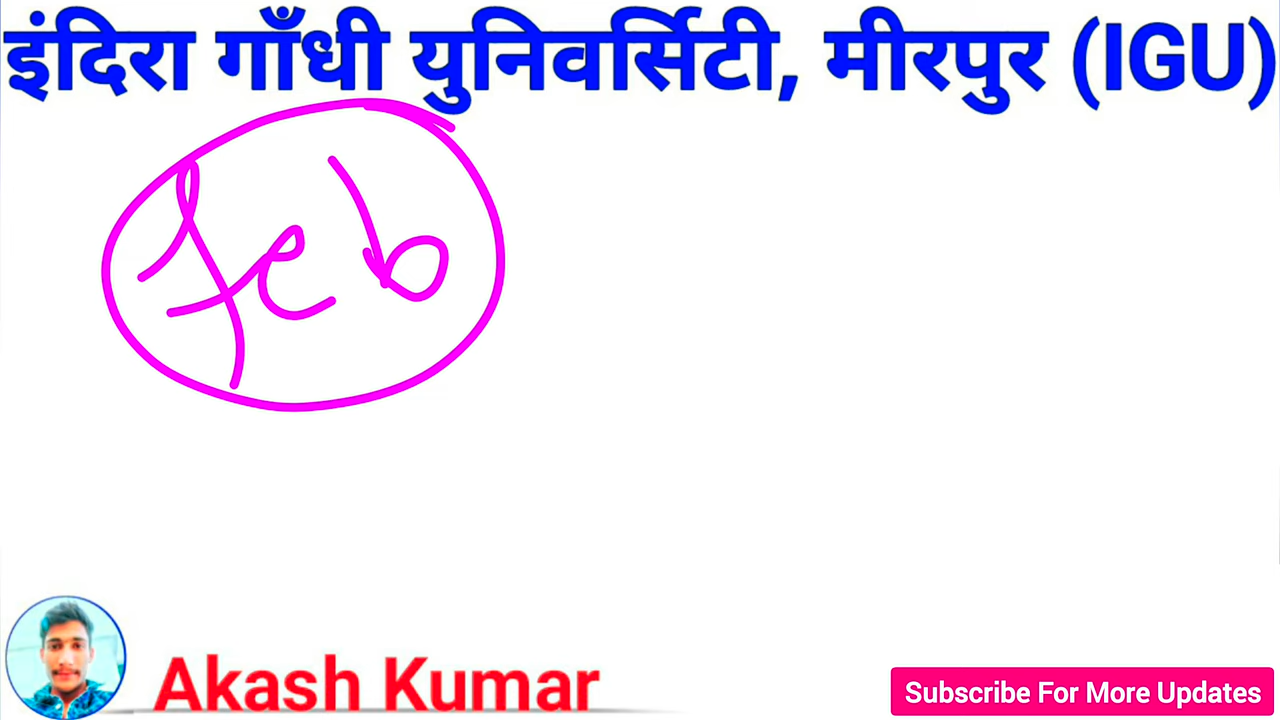 इंदिरा गाँधी युनिवर्सिटी, मीरपुर (IGU)
Feb
Akash Kumar
Subscribe For More Updates